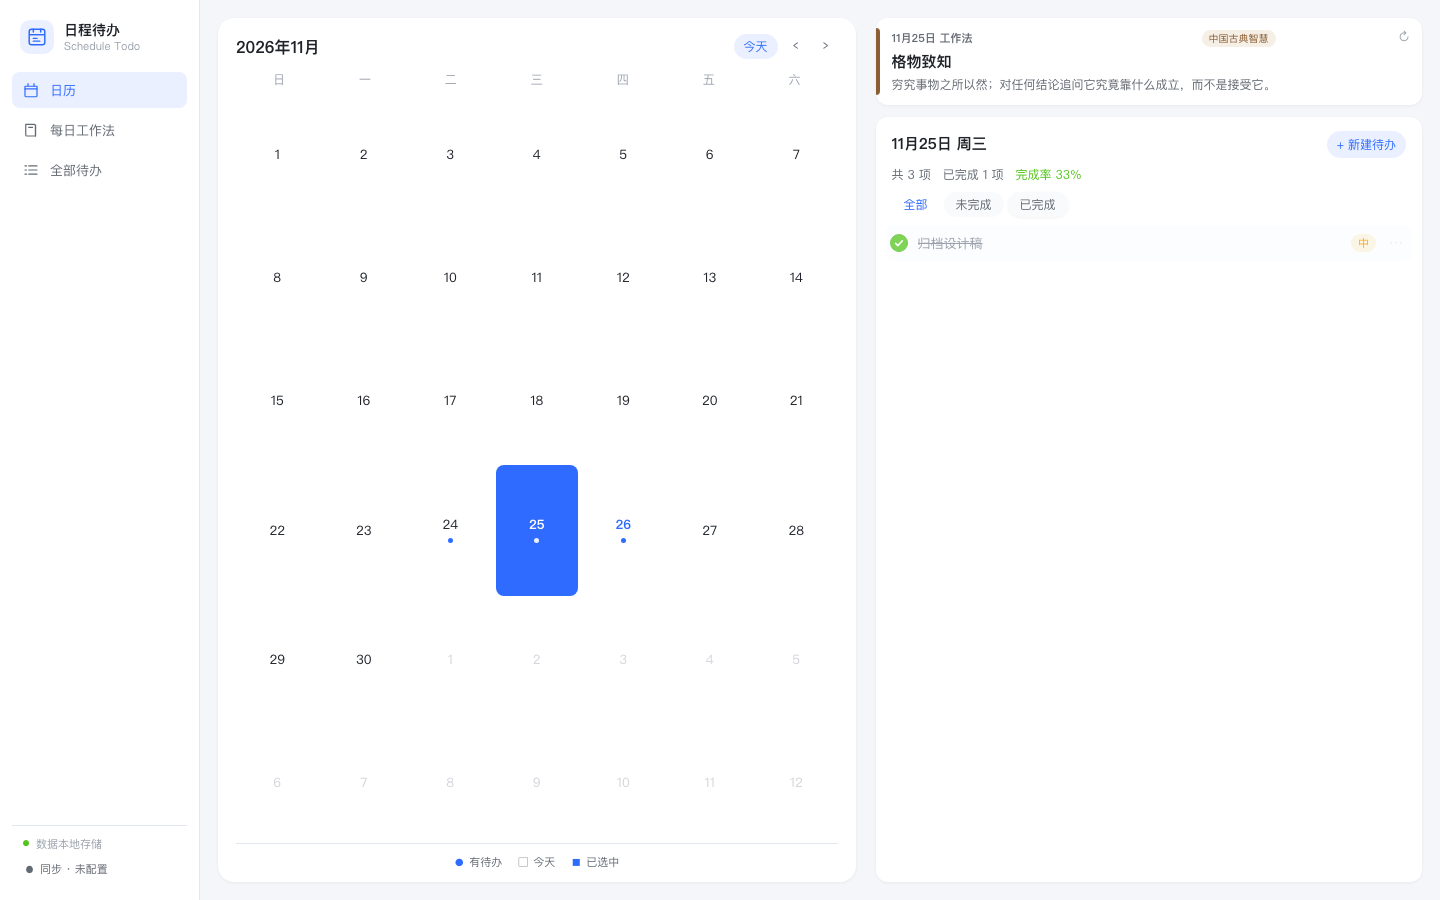 日程待办
Schedule Todo
日历
每日工作法
全部待办
数据本地存储
同步 · 未配置
2026年11月
今天
日 一 二 三 四 五 六
1 2 3 4 5 6 7
8 9 10 11 12 13 14
15 16 17 18 19 20 21
22 23 24 25 26 27 28
29 30 1 2 3 4 5
6 7 8 9 10 11 12
有待办 今天 已选中
11月25日 工作法 中国古典智慧
格物致知
穷究事物之所以然；对任何结论追问它究竟靠什么成立，而不是接受它。
11月25日 周三 + 新建待办
共 3 项 已完成 1 项 完成率 33%
全部 未完成 已完成
归档设计稿 中 ···